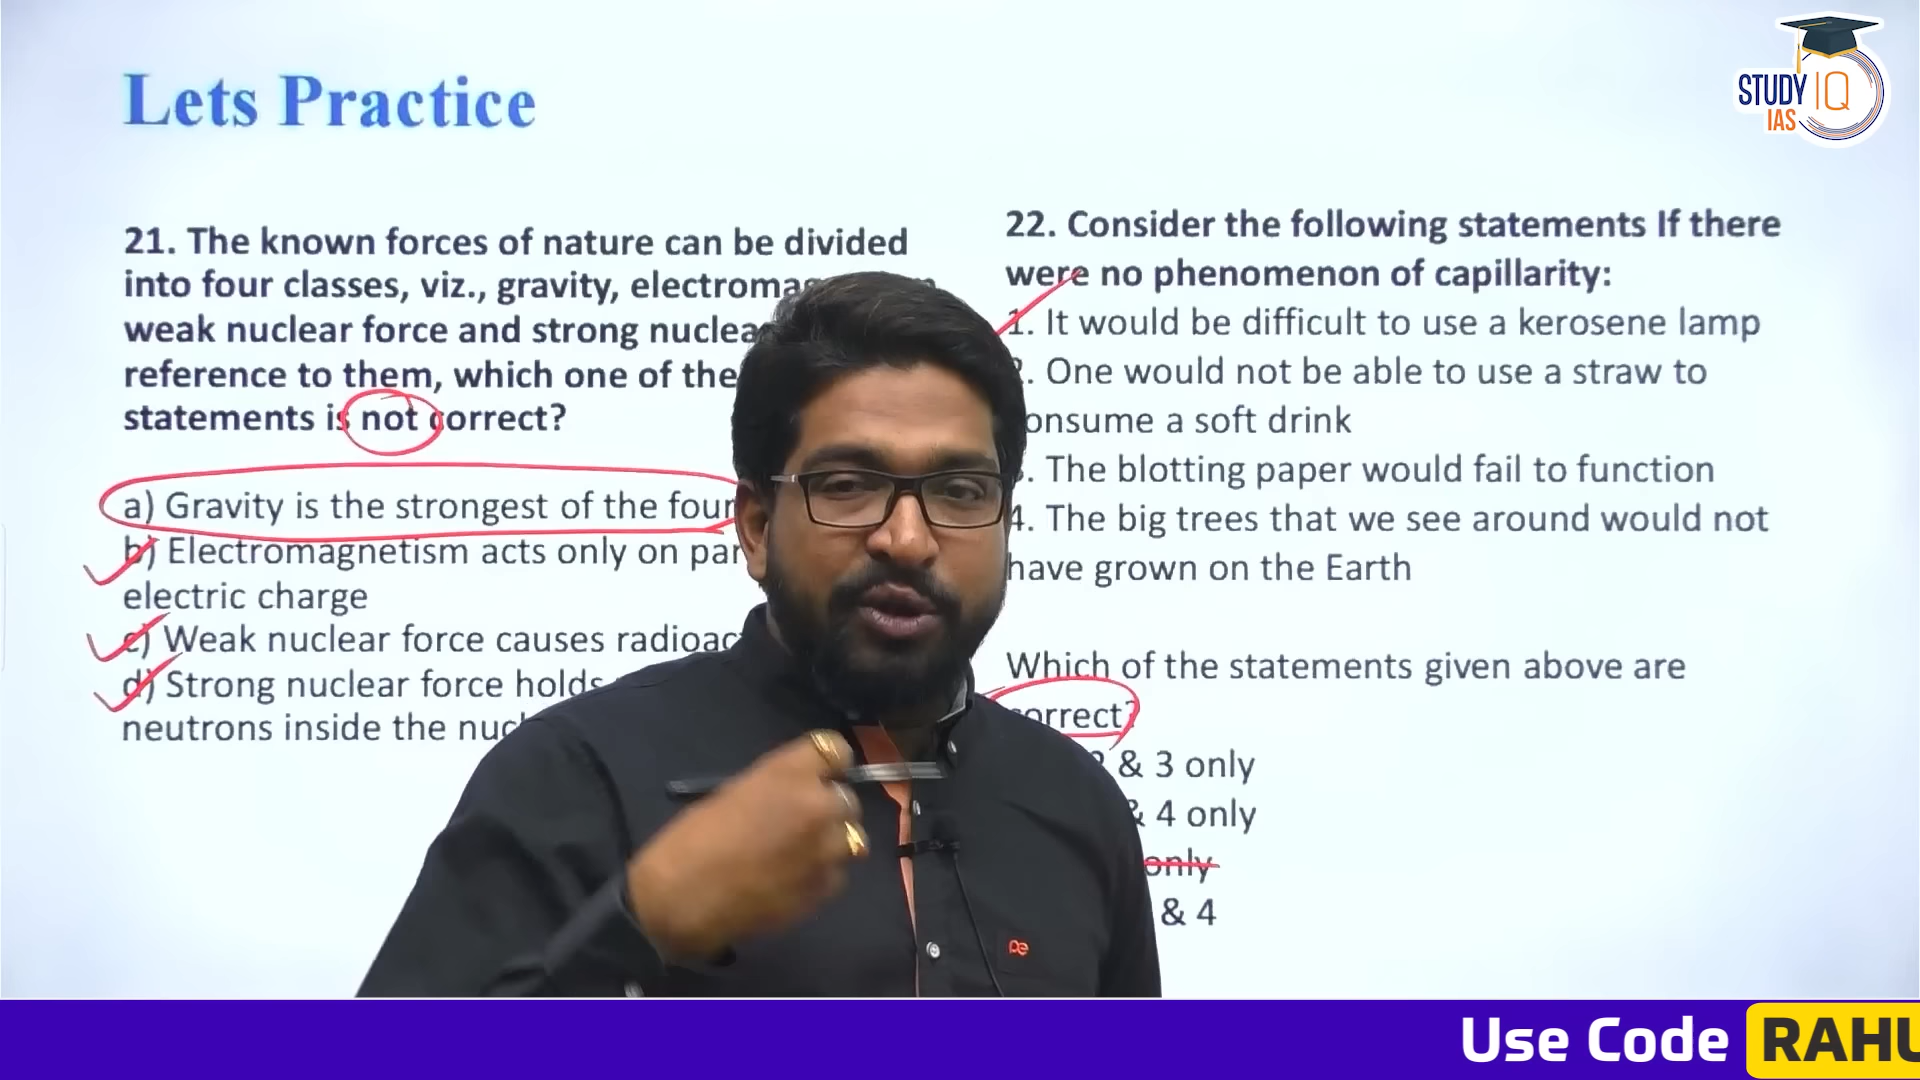 Lets Practice
STUDY IQ
IAS
21. The known forces of nature can be divided
into four classes, viz., gravity,
weak nuclear force and strong
reference to them, which one of the
statements is not correct?
a) Gravity is the strongest of the four
b) Electromagnetism acts only on
electric charge
c) Weak nuclear force causes
d) Strong nuclear force holds
neutrons inside the
22. Consider the following statements If there
were no phenomenon of capillarity:
1. It would be difficult to use a kerosene lamp
. One would not be able to use a straw to
onsume a soft drink
. The blotting paper would fail to function
4. The big trees that we see around would not
have grown on the Earth
Which of the statements given above are
correct?
& 3 only
& 4 only
only
& 4
Use Code RAHU